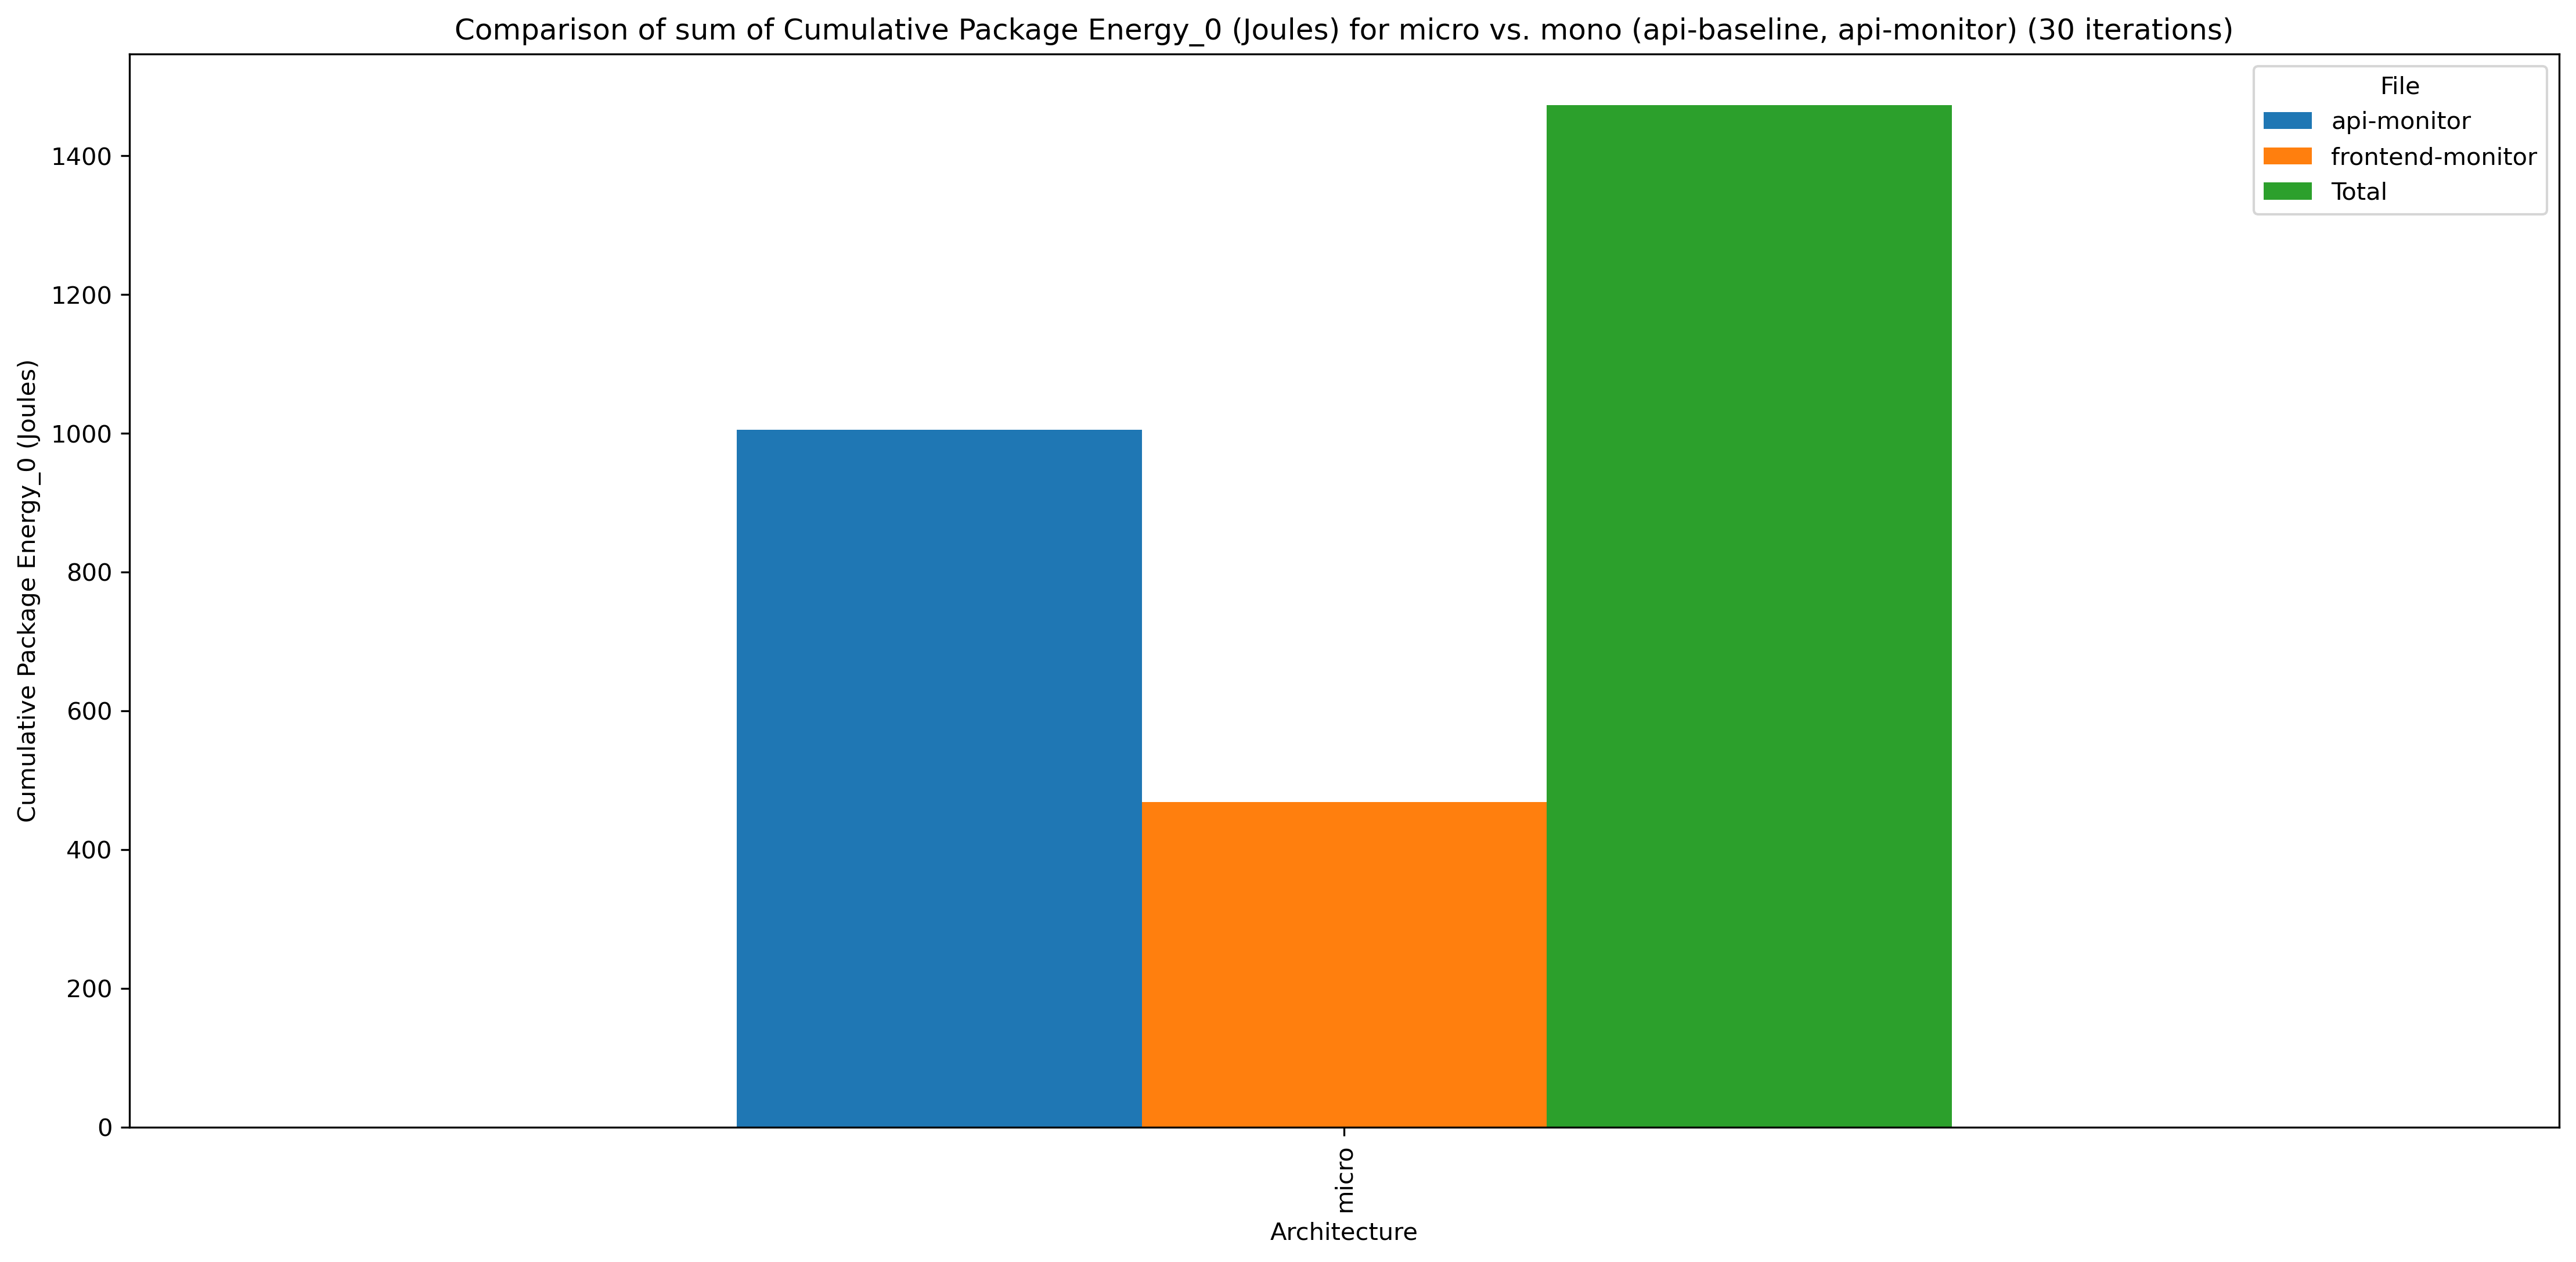 Comparison of sum of Cumulative Package Energy_0 (Joules) for micro vs. mono (api-baseline, api-monitor) (30 iterations)
File
api-monitor
frontend-monitor
Total
Cumulative Package Energy_0 (Joules)
1400
1200
1000
800
600
400
200
0
micro
Architecture